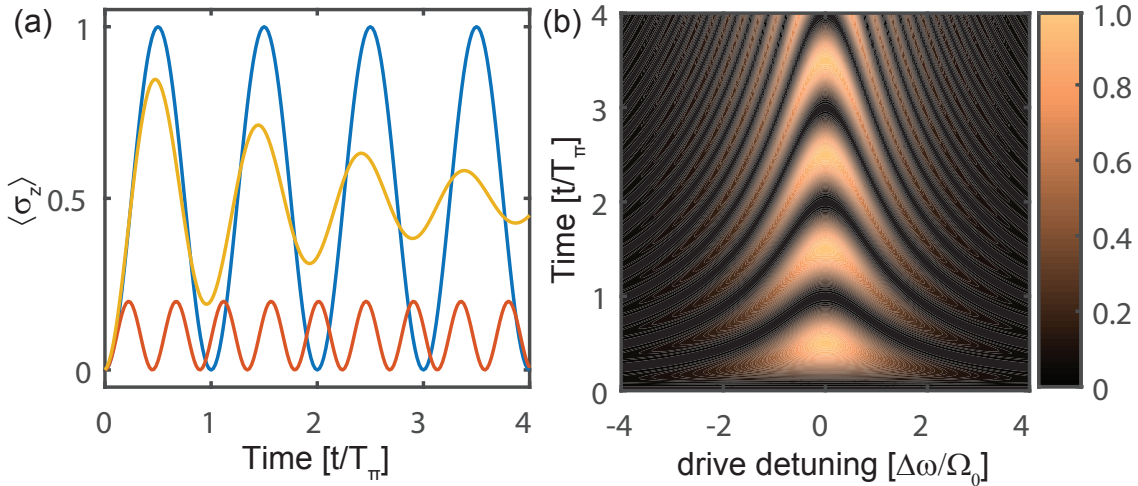 (a)
1
0.5
0
⟨σz⟩
0 1 2 3 4
Time [t/Tπ]
(b)
4
3
2
1
0
Time [t/Tπ]
-4 -2 0 2 4
drive detuning [Δω/Ω0]
1.0
0.8
0.6
0.4
0.2
0